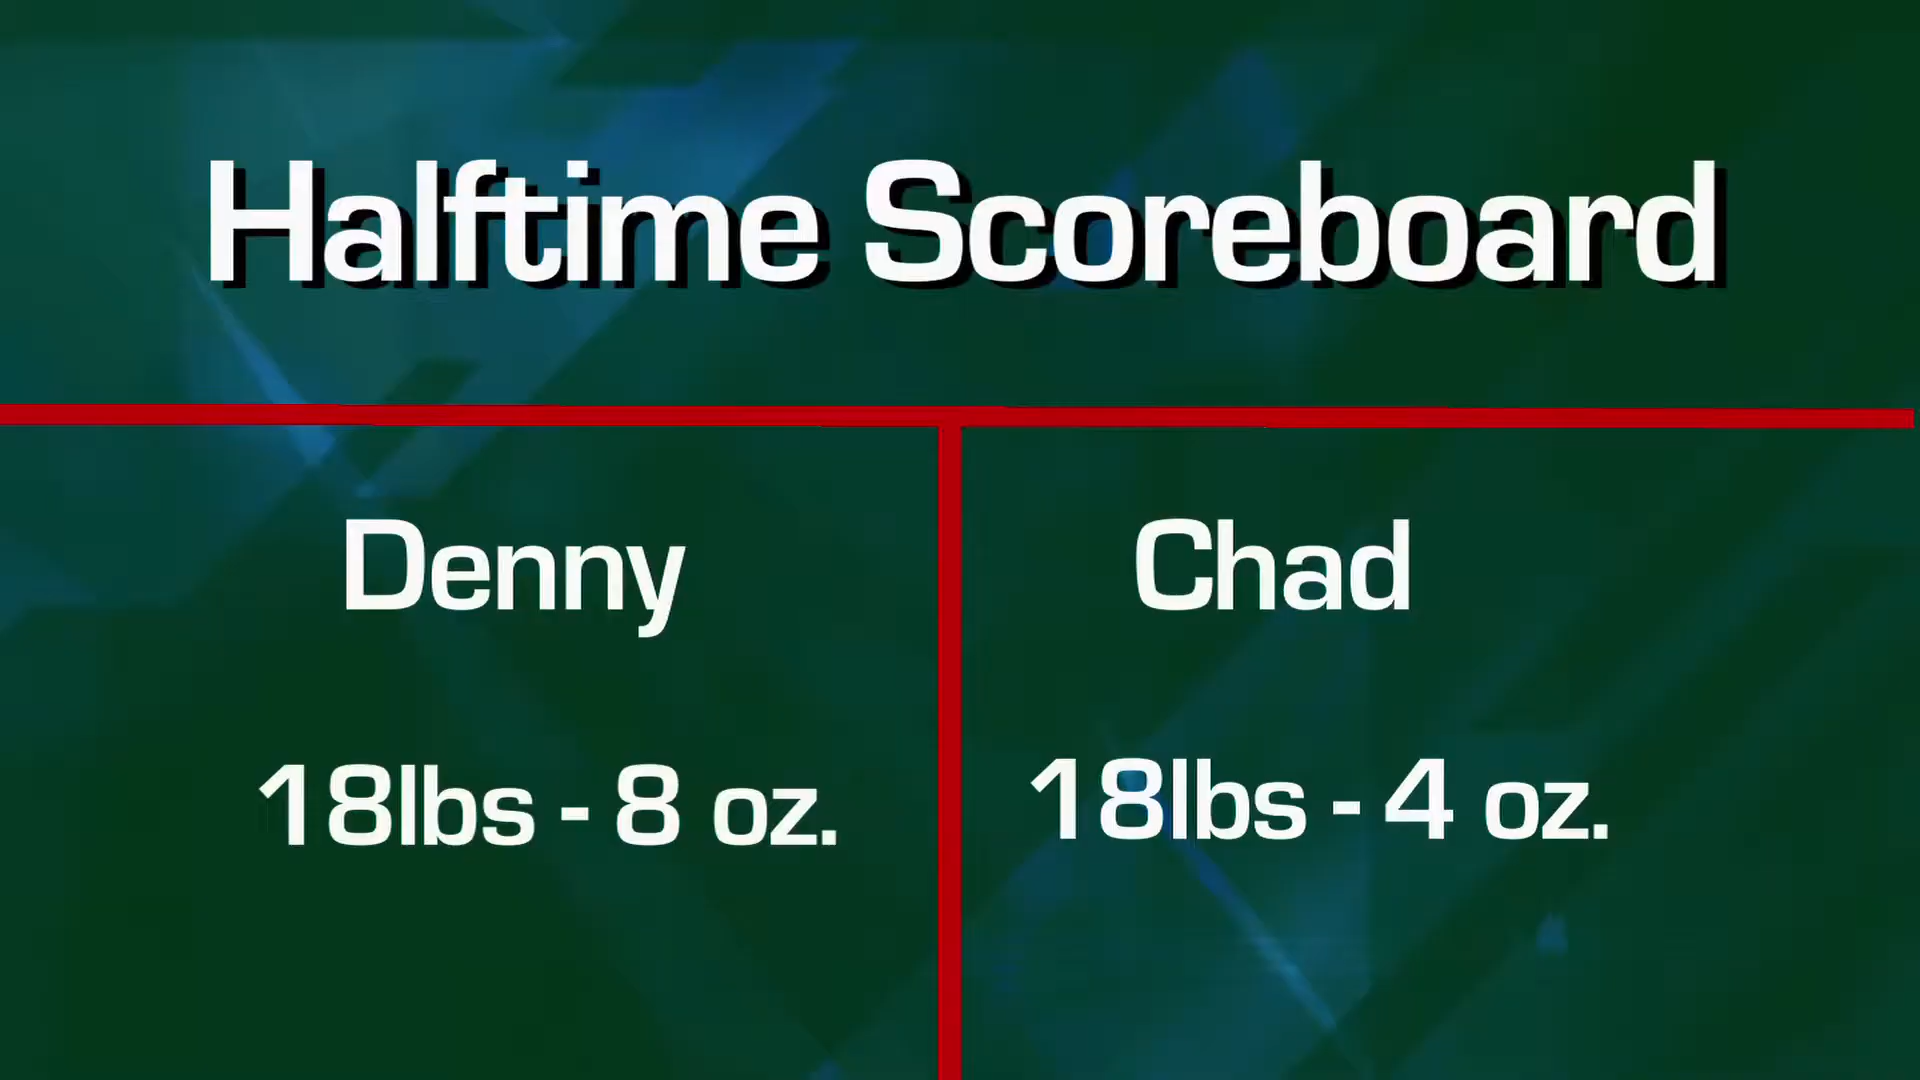 Halftime Scoreboard
Denny
18lbs - 8 oz.
Chad
18lbs - 4 oz.